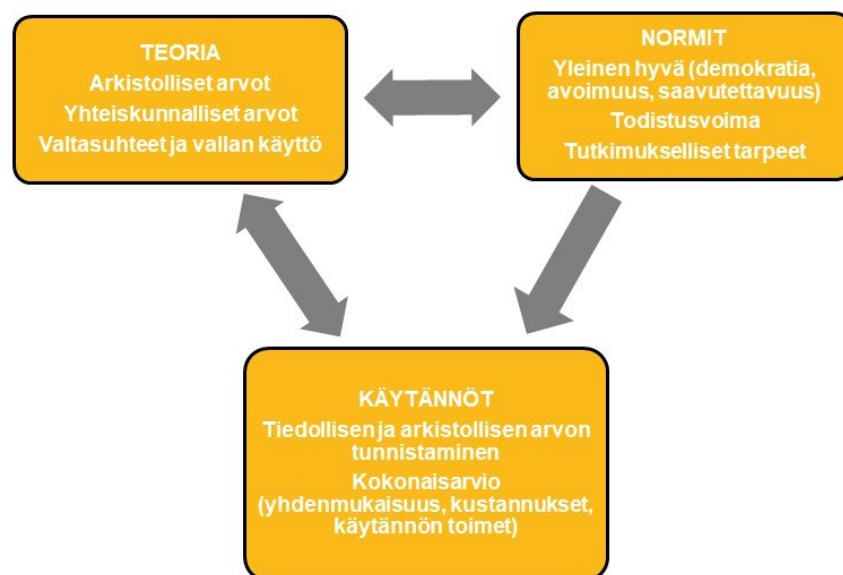 TEORIA
Arkistolliset arvot
Yhteiskunnalliset arvot
Valtasuhteet ja vallan käyttö
NORMIT
Yleinen hyvä (demokratia,
avoimuus, saavutettavuus)
Todistusvoima
Tutkimukselliset tarpeet
KÄYTÄNNÖT
Tiedollisen ja arkistollisen arvon
tunnistaminen
Kokonaisarvio
(yhdenmukaisuus, kustannukset,
käytännön toimet)